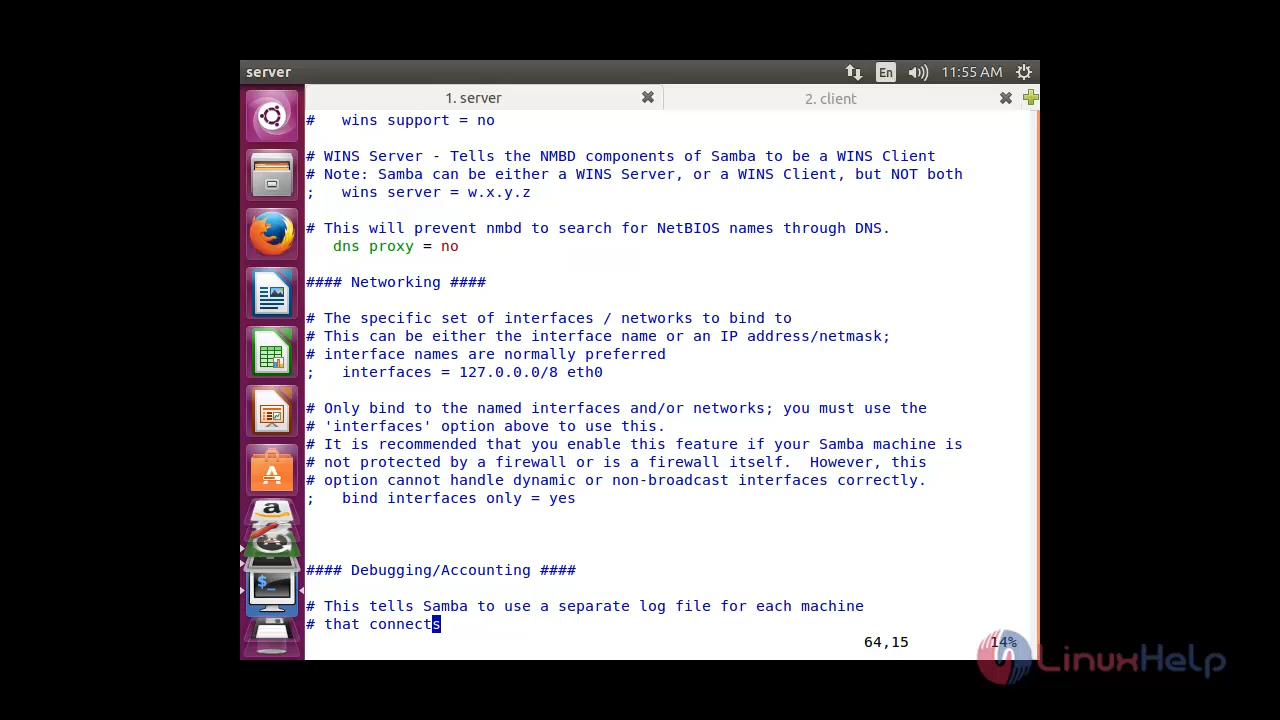 server
En
11:55 AM
1. server
2. client
#   wins support = no
# WINS Server - Tells the NMBD components of Samba to be a WINS Client
# Note: Samba can be either a WINS Server, or a WINS Client, but NOT both
;   wins server = w.x.y.z
# This will prevent nmbd to search for NetBIOS names through DNS.
   dns proxy = no
#### Networking ####
# The specific set of interfaces / networks to bind to
# This can be either the interface name or an IP address/netmask;
# interface names are normally preferred
;   interfaces = 127.0.0.0/8 eth0
# Only bind to the named interfaces and/or networks; you must use the
# 'interfaces' option above to use this.
# It is recommended that you enable this feature if your Samba machine is
# not protected by a firewall or is a firewall itself.  However, this
# option cannot handle dynamic or non-broadcast interfaces correctly.
;   bind interfaces only = yes
#### Debugging/Accounting ####
# This tells Samba to use a separate log file for each machine
# that connects
64,15
14%
LinuxHelp